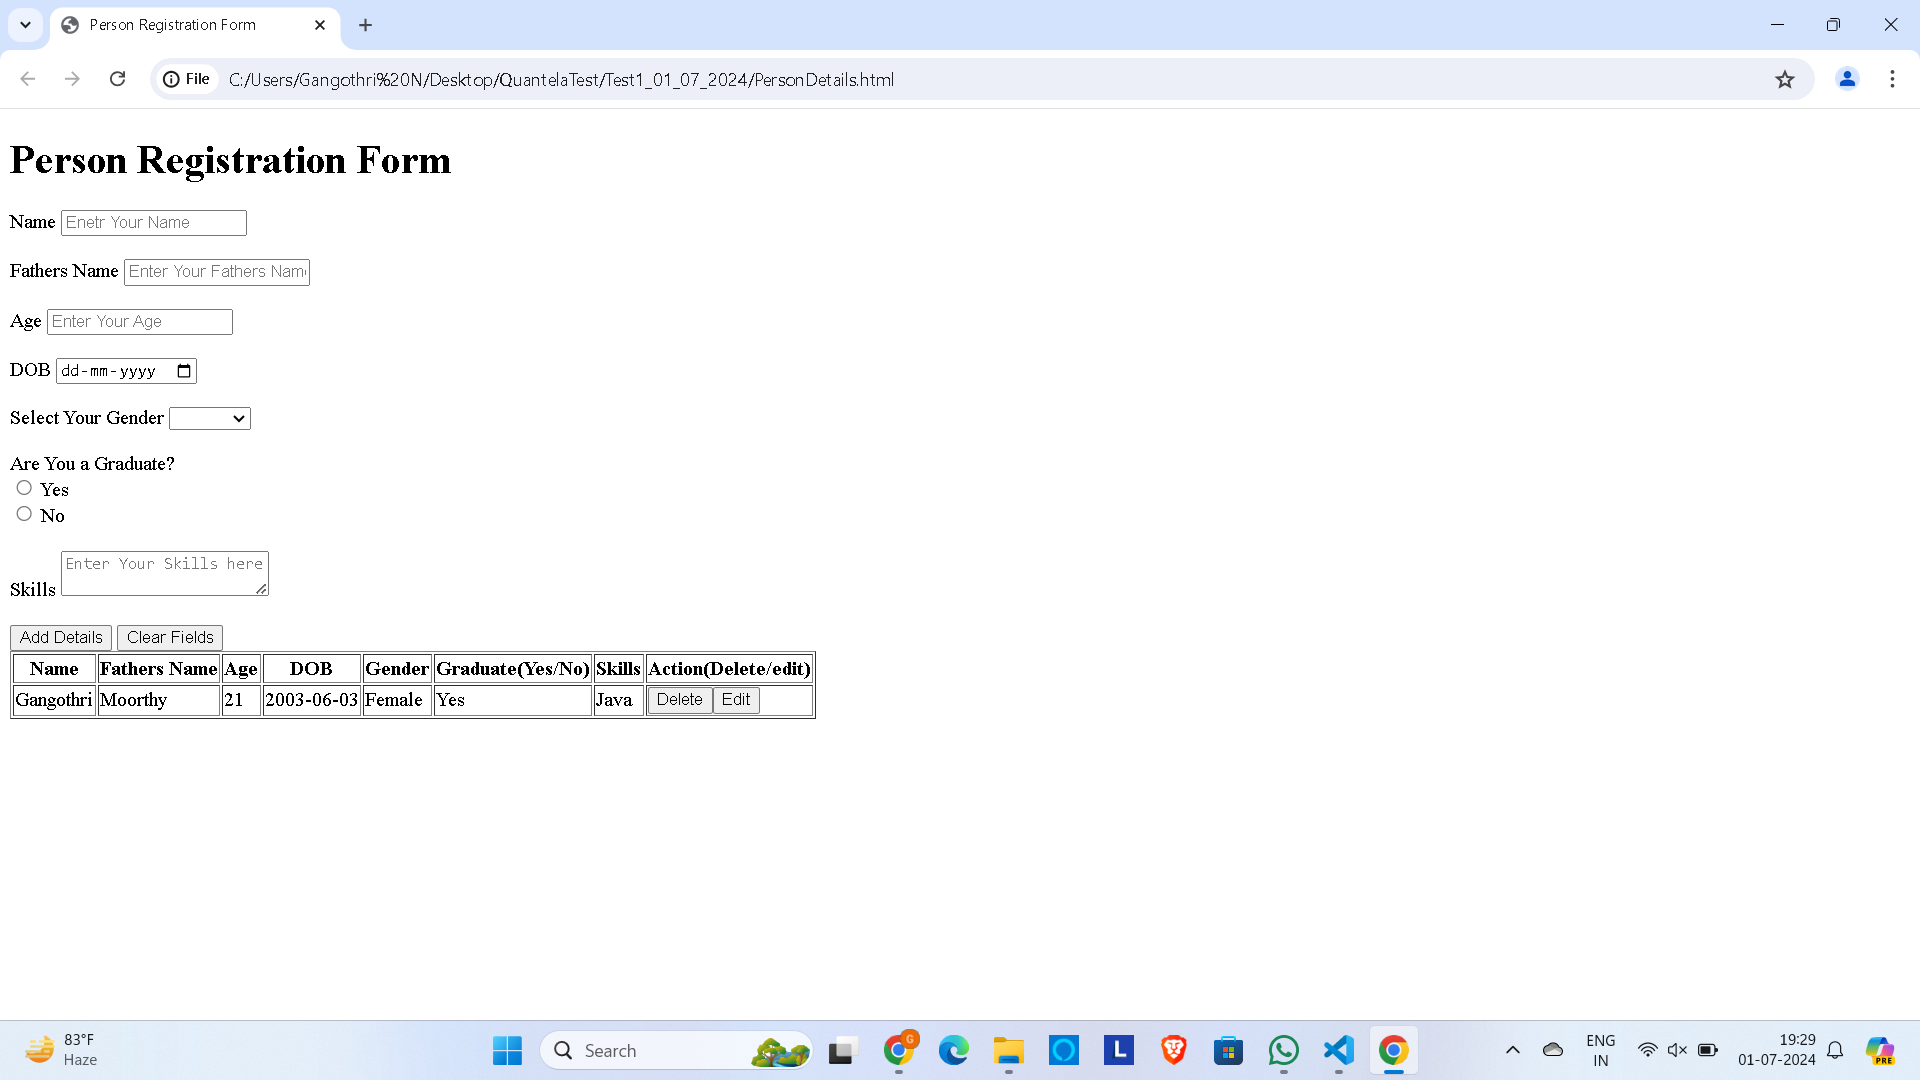 Person Registration Form
File C:/Users/Gangothri%20N/Desktop/QuantelaTest/Test1_01_07_2024/PersonDetails.html
Person Registration Form
Name Enetr Your Name
Fathers Name Enter Your Fathers Nam
Age Enter Your Age
DOB dd-mm-yyyy
Select Your Gender
Are You a Graduate?
Yes
No
Skills Enter Your Skills here
Add Details Clear Fields
Name Fathers Name Age DOB Gender Graduate(Yes/No) Skills Action(Delete/edit)
Gangothri Moorthy 21 2003-06-03 Female Yes Java Delete Edit
83°F
Haze
Search
G
L
ENG
IN
19:29
01-07-2024
PRE